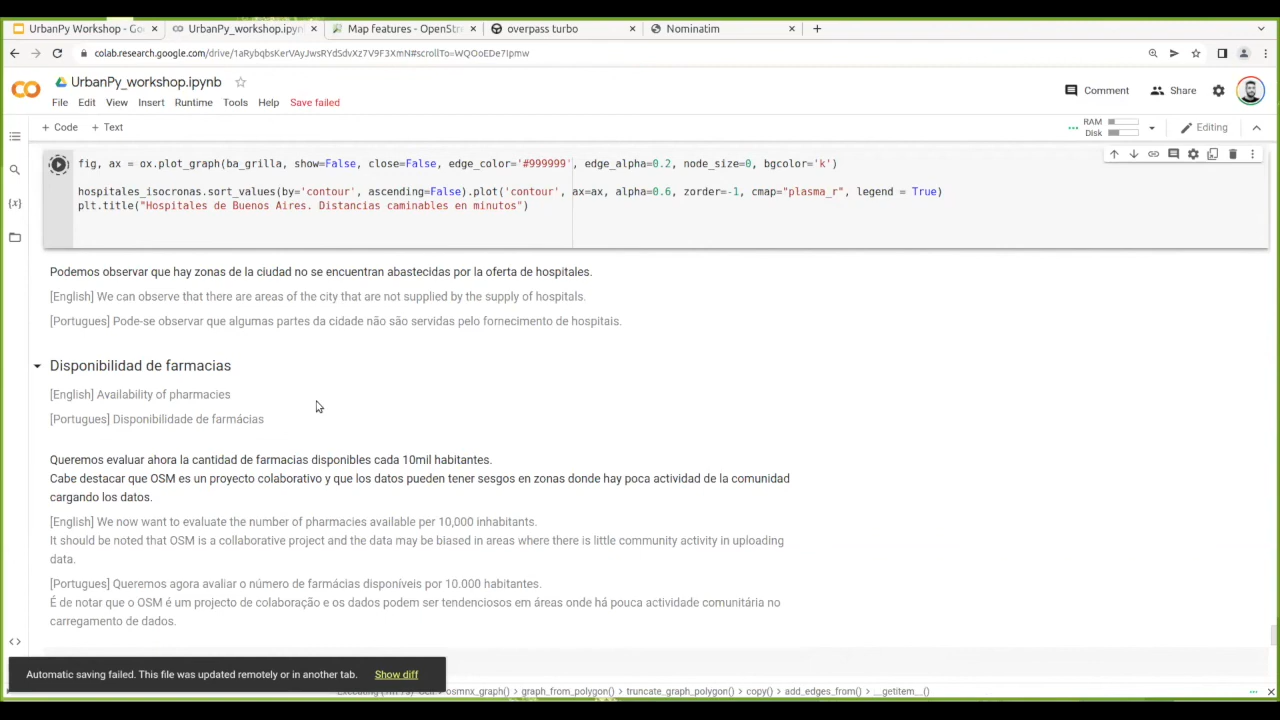 UrbanPy Workshop - Goo
UrbanPy_workshop.ipynb
Map features - OpenStre
overpass turbo
Nominatim
colab.research.google.com/drive/1aRybqbsKerVAyJwsRYdSdvXz7V9F3XmN#scrollTo=WQOoEDe7Ipmw
UrbanPy_workshop.ipynb
Comment
Share
File Edit View Insert Runtime Tools Help Save failed
+ Code + Text
RAM
Disk
Editing
fig, ax = ox.plot_graph(ba_grilla, show=False, close=False, edge_color='#999999', edge_alpha=0.2, node_size=0, bgcolor='k')
hospitales_isocronas.sort_values(by='contour', ascending=False).plot('contour', ax=ax, alpha=0.6, zorder=-1, cmap="plasma_r", legend = True)
plt.title("Hospitales de Buenos Aires. Distancias caminables en minutos")
Podemos observar que hay zonas de la ciudad no se encuentran abastecidas por la oferta de hospitales.
[English] We can observe that there are areas of the city that are not supplied by the supply of hospitals.
[Portugues] Pode-se observar que algumas partes da cidade não são servidas pelo fornecimento de hospitais.
Disponibilidad de farmacias
[English] Availability of pharmacies
[Portugues] Disponibilidade de farmácias
Queremos evaluar ahora la cantidad de farmacias disponibles cada 10mil habitantes.
Cabe destacar que OSM es un proyecto colaborativo y que los datos pueden tener sesgos en zonas donde hay poca actividad de la comunidad
cargando los datos.
[English] We now want to evaluate the number of pharmacies available per 10,000 inhabitants.
It should be noted that OSM is a collaborative project and the data may be biased in areas where there is little community activity in uploading
data.
[Portugues] Queremos agora avaliar o número de farmácias disponíveis por 10.000 habitantes.
É de notar que o OSM é um projecto de colaboração e os dados podem ser tendenciosos em áreas onde há pouca actividade comunitária no
carregamento de dados.
Automatic saving failed. This file was updated remotely or in another tab. Show diff
osmnx_graph() > graph_from_polygon() > truncate_graph_polygon() > copy() > add_edges_from() > __getitem__()